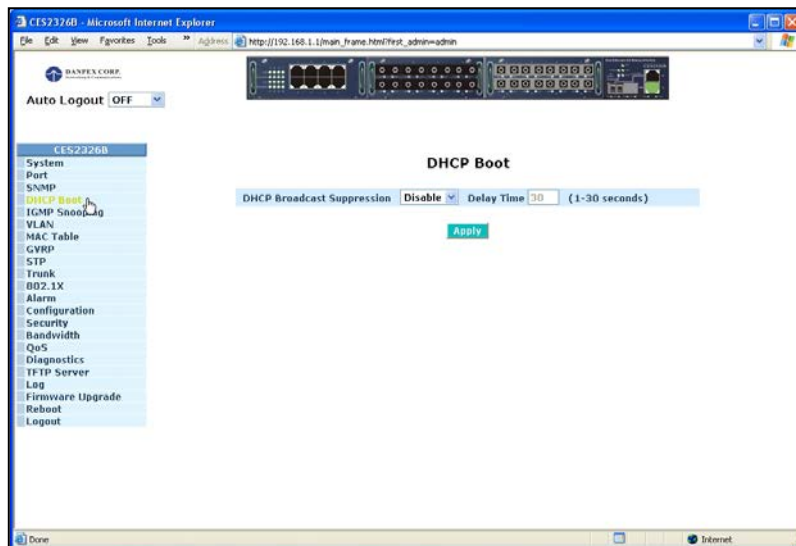 CES2326B - Microsoft Internet Explorer
File Edit View Favorites Tools » Address http://192.168.1.1/main_frame.html?first_admin=admin
DANPEX CORP.
Auto Logout OFF
CES2326B
System
Port
SNMP
DHCP Boot
IGMP Snooping
VLAN
MAC Table
GVRP
STP
Trunk
802.1X
Alarm
Configuration
Security
Bandwidth
QoS
Diagnostics
TFTP Server
Log
Firmware Upgrade
Reboot
Logout
DHCP Boot
DHCP Broadcast Suppression Disable Delay Time 30 (1-30 seconds)
Apply
Done Internet